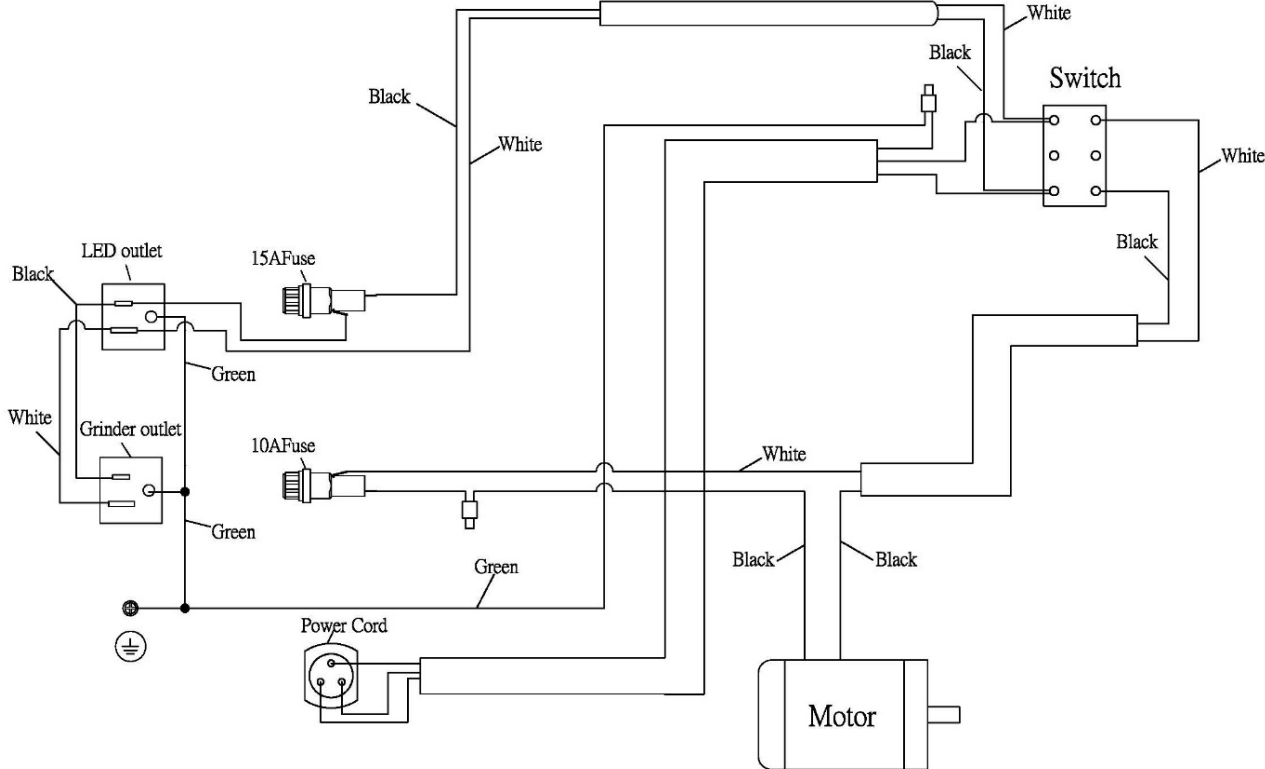 White
Black
Switch
Black
White
White
Black
LED outlet
15AFuse
Black
Green
White
Grinder outlet
10AFuse
White
Green
Black
Black
Green
Power Cord
Motor